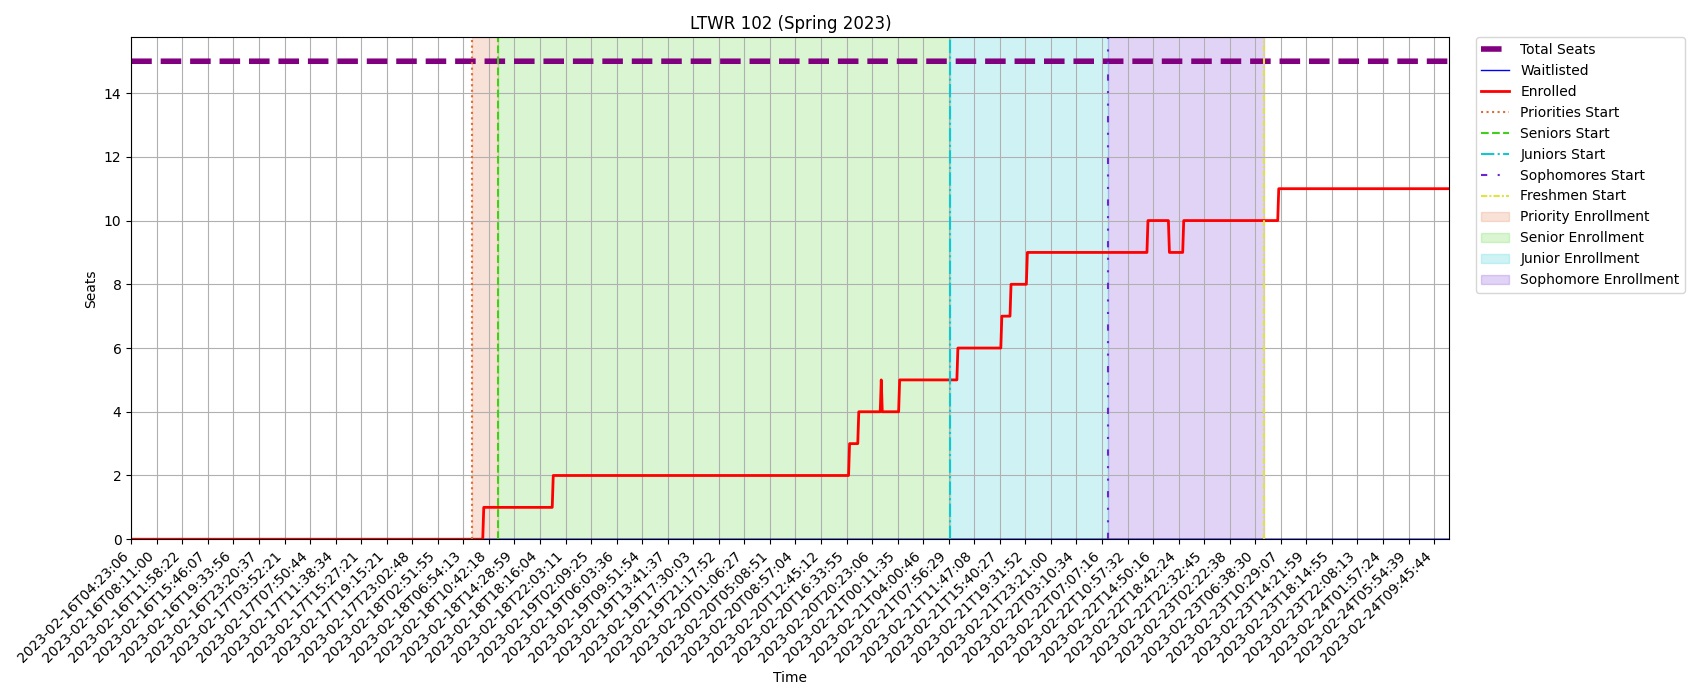 LTWR 102 (Spring 2023)
Seats
14
12
10
8
6
4
2
0
2023-02-16T04:23:06
2023-02-16T08:11:00
2023-02-16T11:58:22
2023-02-16T15:46:07
2023-02-16T19:33:56
2023-02-16T23:20:37
2023-02-17T03:52:21
2023-02-17T07:50:44
2023-02-17T11:38:34
2023-02-17T15:27:21
2023-02-17T19:15:21
2023-02-17T23:02:48
2023-02-18T02:51:55
2023-02-18T06:54:13
2023-02-18T10:42:18
2023-02-18T14:28:59
2023-02-18T18:16:04
2023-02-18T22:03:11
2023-02-19T02:09:25
2023-02-19T06:03:36
2023-02-19T09:51:54
2023-02-19T13:41:37
2023-02-19T17:30:03
2023-02-19T21:17:52
2023-02-20T01:06:27
2023-02-20T05:08:51
2023-02-20T08:57:04
2023-02-20T12:45:12
2023-02-20T16:33:55
2023-02-20T20:23:06
2023-02-21T00:11:35
2023-02-21T04:00:46
2023-02-21T07:56:29
2023-02-21T11:47:08
2023-02-21T15:40:27
2023-02-21T19:31:52
2023-02-21T23:21:00
2023-02-22T03:10:34
2023-02-22T07:07:16
2023-02-22T10:57:32
2023-02-22T14:50:16
2023-02-22T18:42:24
2023-02-22T22:32:45
2023-02-23T02:22:38
2023-02-23T06:38:30
2023-02-23T10:29:07
2023-02-23T14:21:59
2023-02-23T18:14:55
2023-02-23T22:08:13
2023-02-24T01:57:24
2023-02-24T05:54:39
2023-02-24T09:45:44
Time
Total Seats
Waitlisted
Enrolled
Priorities Start
Seniors Start
Juniors Start
Sophomores Start
Freshmen Start
Priority Enrollment
Senior Enrollment
Junior Enrollment
Sophomore Enrollment